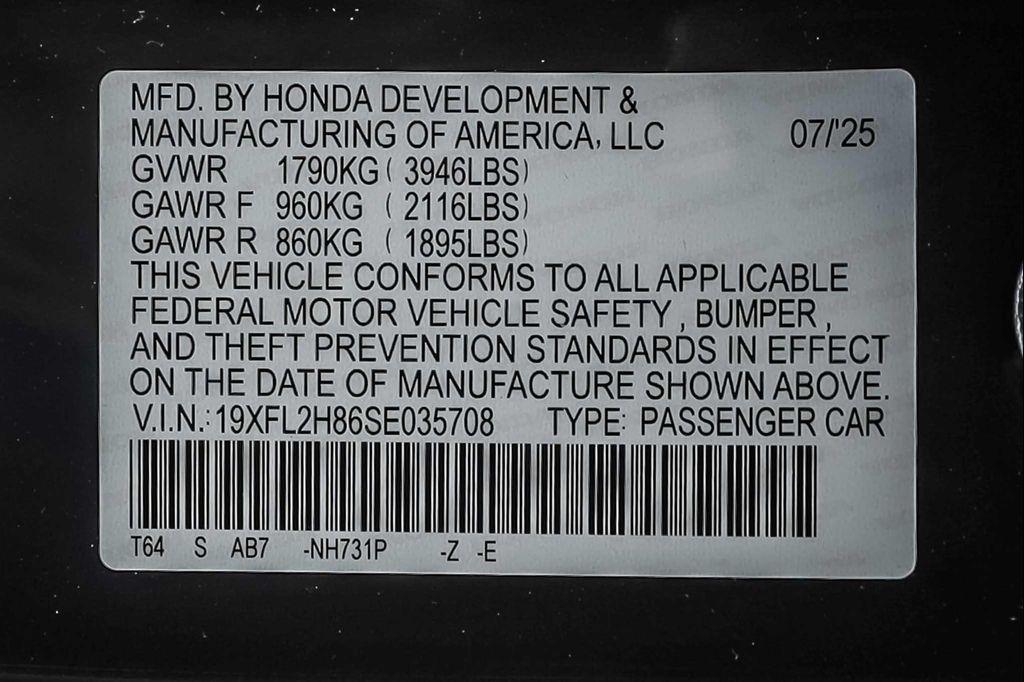 MFD. BY HONDA DEVELOPMENT &
MANUFACTURING OF AMERICA, LLC 07/'25
GVWR 1790KG ( 3946LBS)
GAWR F 960KG ( 2116LBS)
GAWR R 860KG ( 1895LBS)
THIS VEHICLE CONFORMS TO ALL APPLICABLE
FEDERAL MOTOR VEHICLE SAFETY , BUMPER ,
AND THEFT PREVENTION STANDARDS IN EFFECT
ON THE DATE OF MANUFACTURE SHOWN ABOVE.
V.I.N.: 19XFL2H86SE035708 TYPE: PASSENGER CAR
T64 S AB7 -NH731P -Z -E